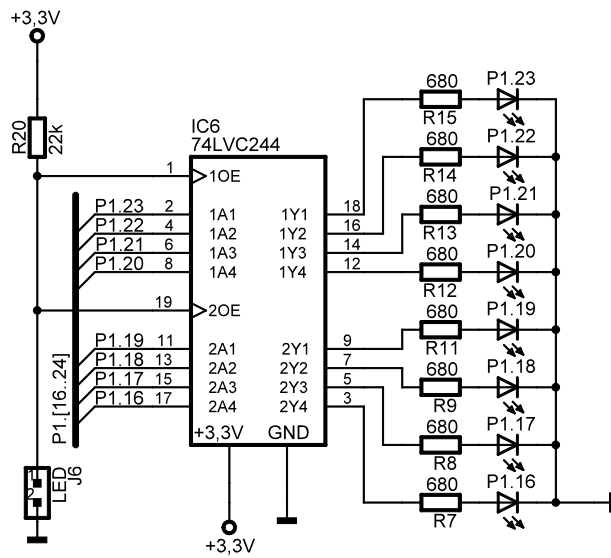 +3,3V
R20
22k
IC6
74LVC244
1 1OE
P1.23 2 1A1 1Y1 18
P1.22 4 1A2 1Y2 16
P1.21 6 1A3 1Y3 14
P1.20 8 1A4 1Y4 12
19 2OE
P1.19 11 2A1 2Y1 9
P1.18 13 2A2 2Y2 7
P1.17 15 2A3 2Y3 5
P1.16 17 2A4 2Y4 3
+3,3V GND
+3,3V
P1.[16..24]
1
2
LED
J6
680 P1.23
R15
680 P1.22
R14
680 P1.21
R13
680 P1.20
R12
680 P1.19
R11
680 P1.18
R9
680 P1.17
R8
680 P1.16
R7